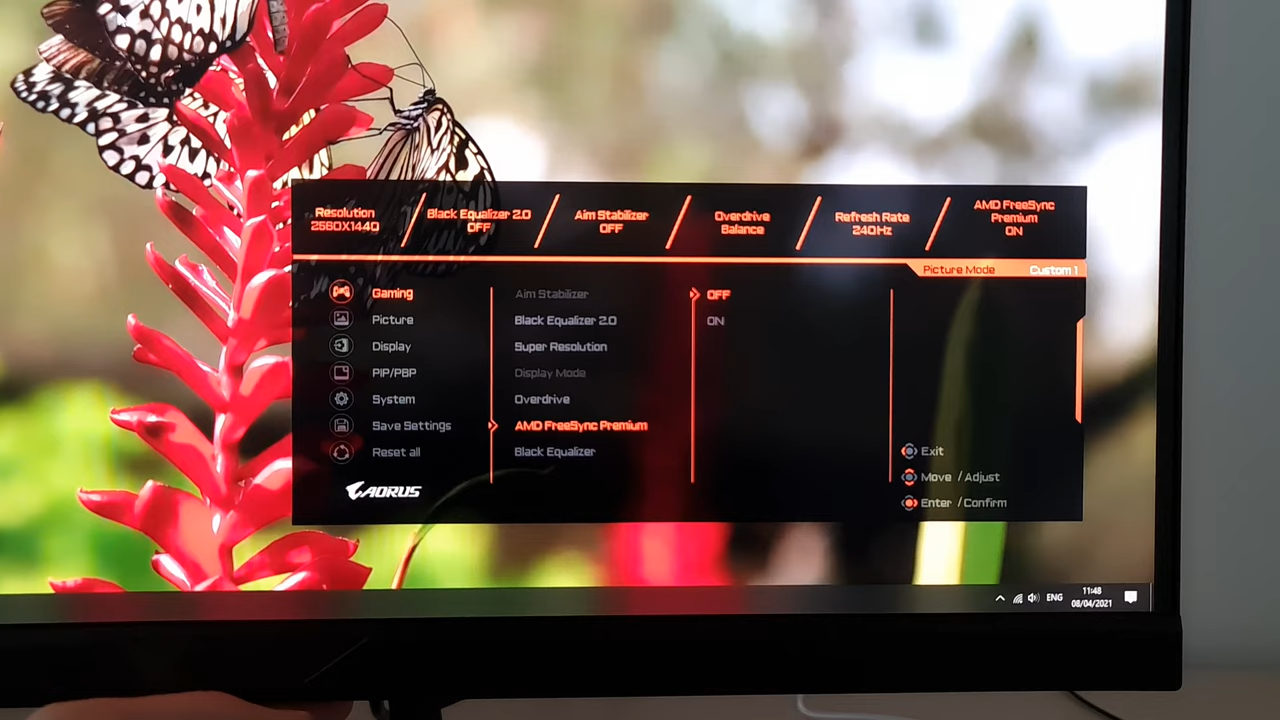 Resolution
2560X1440
Black Equalizer 2.0
OFF
Aim Stabilizer
OFF
Overdrive
Balance
Refresh Rate
240Hz
AMD FreeSync
Premium
ON
Picture Mode Custom 1
Gaming
Picture
Display
PIP/PBP
System
Save Settings
Reset all
AORUS
Aim Stabilizer
Black Equalizer 2.0
Super Resolution
Display Mode
Overdrive
AMD FreeSync Premium
Black Equalizer
OFF
ON
Exit
Move / Adjust
Enter / Confirm
ENG
11:48
08/04/2021